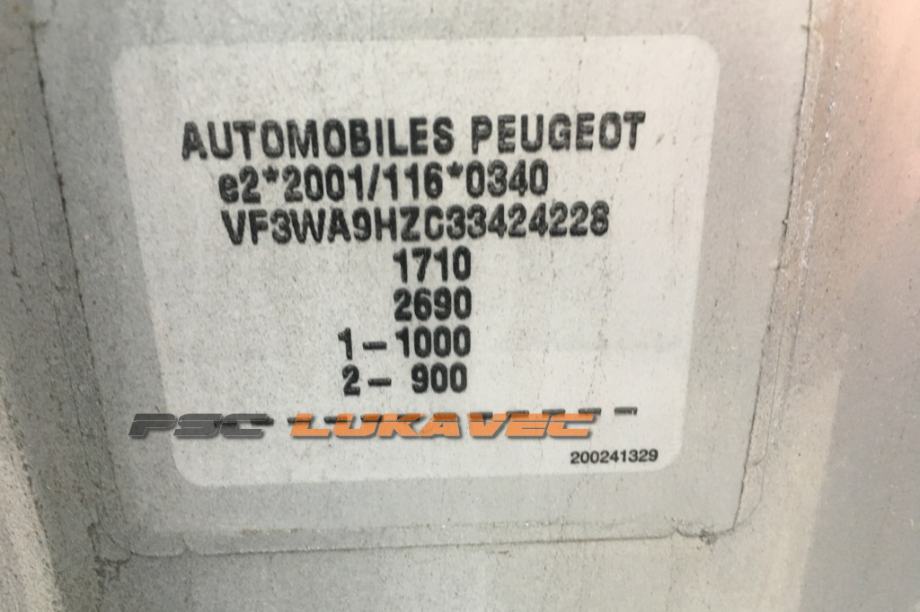 AUTOMOBILES PEUGEOT
e2*2001/116*0340
VF3WA9HZC33424228
1710
2690
1 - 1000
2 - 900
PSC LUKAVEC
200241329